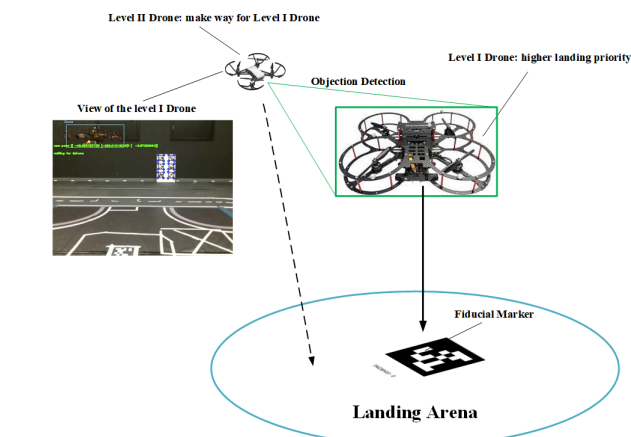 Level II Drone: make way for Level I Drone
Level I Drone: higher landing priority
Objection Detection
View of the level I Drone
Fiducial Marker
Landing Arena